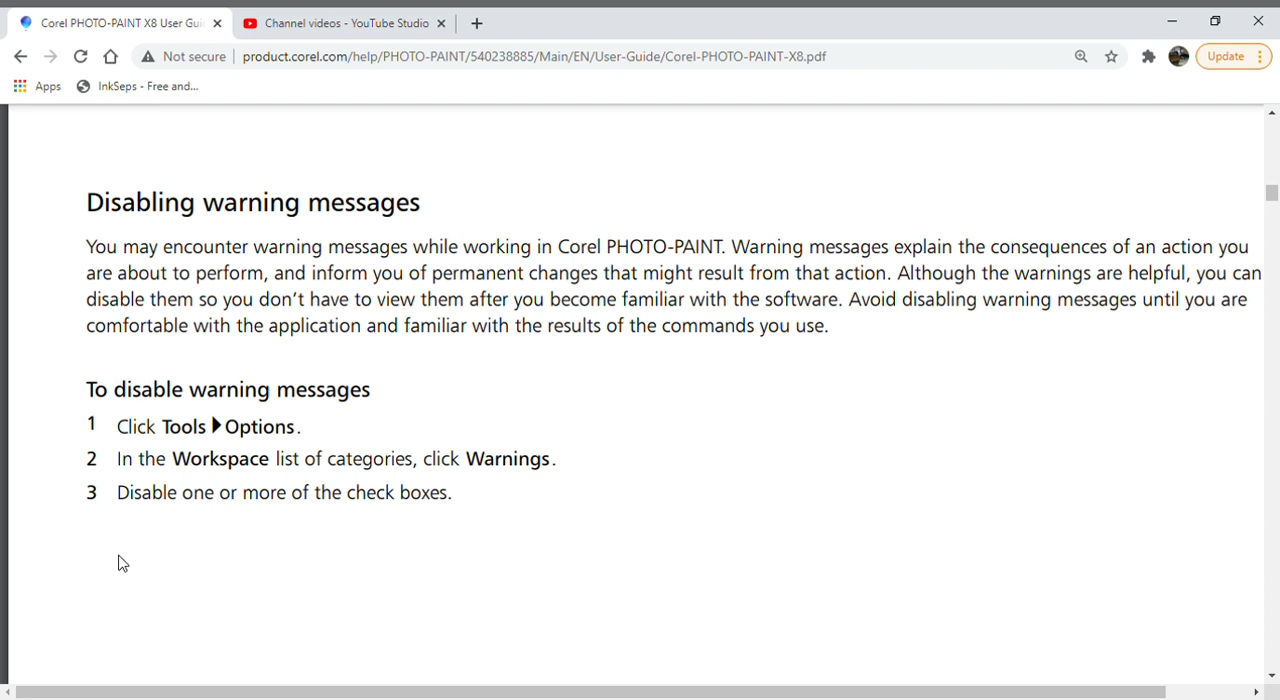 Corel PHOTO-PAINT X8 User Gui
Channel videos - YouTube Studio
Update
Not secure
product.corel.com/help/PHOTO-PAINT/540238885/Main/EN/User-Guide/Corel-PHOTO-PAINT-X8.pdf
Apps
InkSeps - Free and...
Disabling warning messages
You may encounter warning messages while working in Corel PHOTO-PAINT. Warning messages explain the consequences of an action you
are about to perform, and inform you of permanent changes that might result from that action. Although the warnings are helpful, you can
disable them so you don’t have to view them after you become familiar with the software. Avoid disabling warning messages until you are
comfortable with the application and familiar with the results of the commands you use.
To disable warning messages
1 Click Tools ▶ Options.
2 In the Workspace list of categories, click Warnings.
3 Disable one or more of the check boxes.